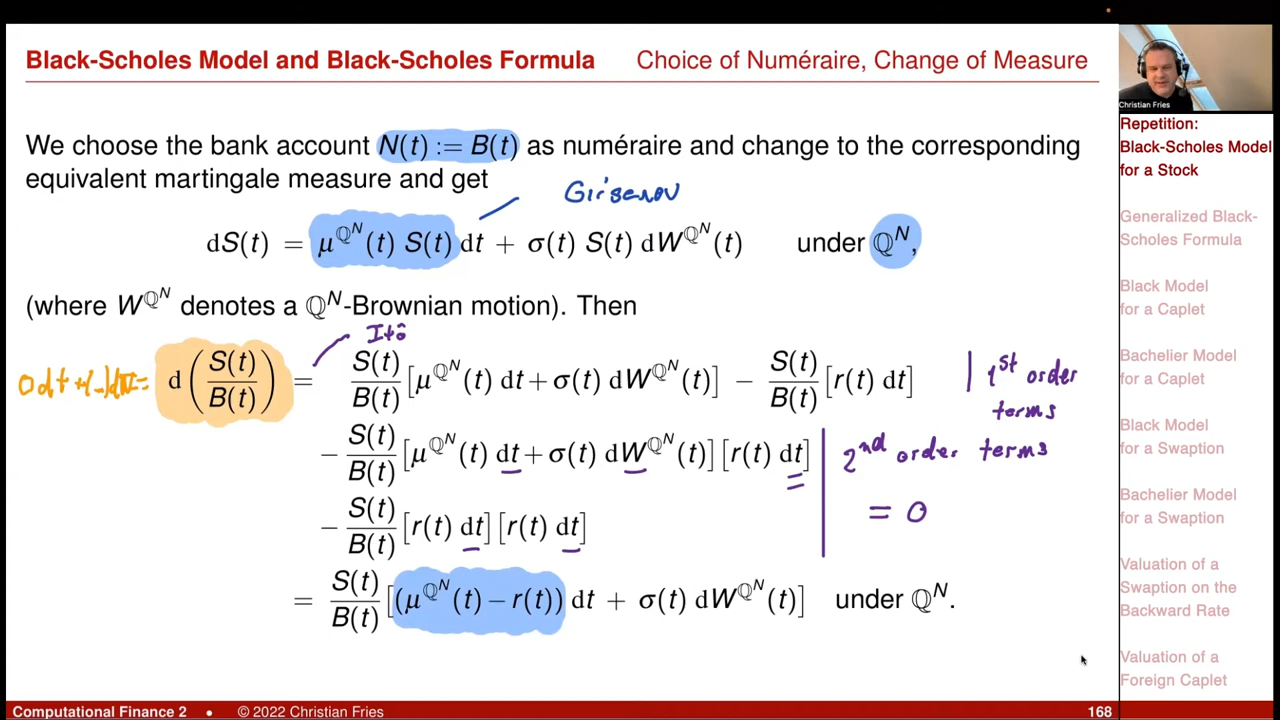 Black-Scholes Model and Black-Scholes Formula Choice of Numéraire, Change of Measure
We choose the bank account N(t) := B(t) as numéraire and change to the corresponding
equivalent martingale measure and get
Girsanov
dS(t) = μ^{ℚ^N}(t) S(t) dt + σ(t) S(t) dW^{ℚ^N}(t) under ℚ^N,
(where W^{ℚ^N} denotes a ℚ^N-Brownian motion). Then
Itô
0 dt + (...) dW = d(S(t)/B(t)) = S(t)/B(t) [μ^{ℚ^N}(t) dt + σ(t) dW^{ℚ^N}(t)] − S(t)/B(t) [r(t) dt] | 1st order
terms
− S(t)/B(t) [μ^{ℚ^N}(t) dt + σ(t) dW^{ℚ^N}(t)] [r(t) dt] 2nd order terms
= 0
− S(t)/B(t) [r(t) dt] [r(t) dt]
= S(t)/B(t) [(μ^{ℚ^N}(t) − r(t)) dt + σ(t) dW^{ℚ^N}(t)] under ℚ^N.
Christian Fries
Repetition:
Black-Scholes Model
for a Stock
Generalized Black-
Scholes Formula
Black Model
for a Caplet
Bachelier Model
for a Caplet
Black Model
for a Swaption
Bachelier Model
for a Swaption
Valuation of a
Swaption on the
Backward Rate
Valuation of a
Foreign Caplet
Computational Finance 2 • © 2022 Christian Fries 168